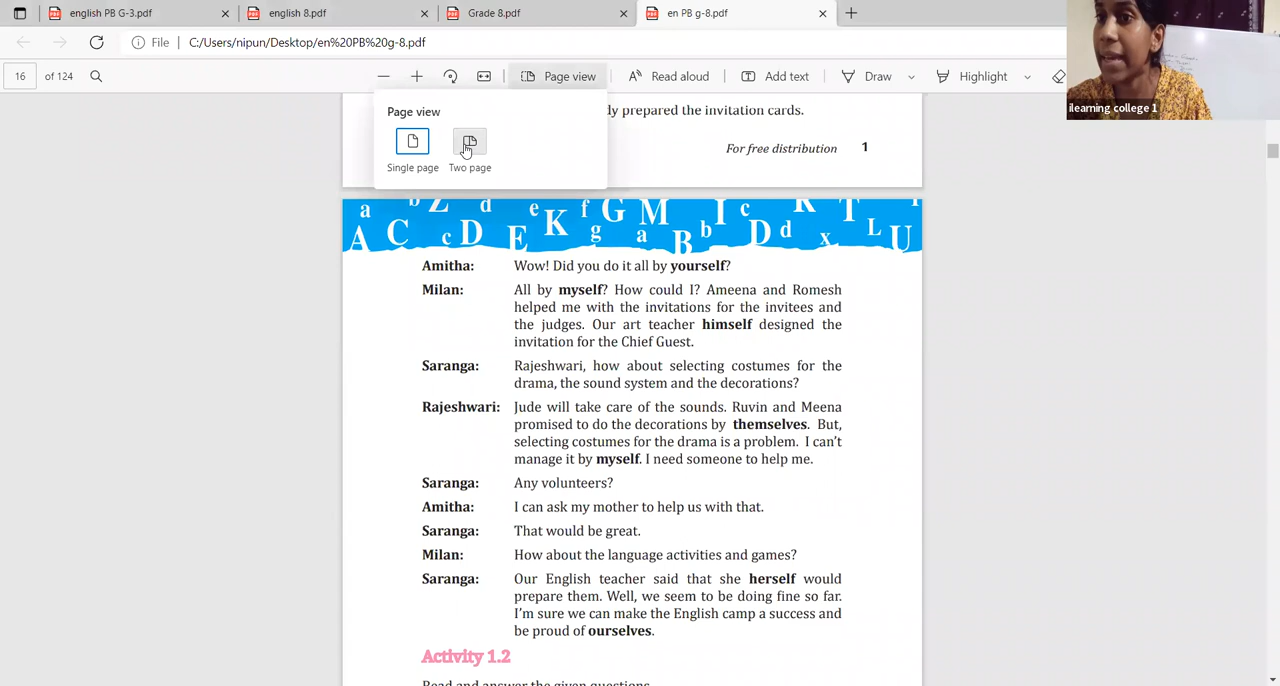 english PB G-3.pdf
english 8.pdf
Grade 8.pdf
en PB g-8.pdf
File
C:/Users/nipun/Desktop/en%20PB%20g-8.pdf
16
of 124
Page view
Read aloud
Add text
Draw
Highlight
ilearning college 1
Page view
Single page
Two page
dy prepared the invitation cards.
For free distribution 1
a b Z d e K f G M I c R T
A C c D E g a B b D d x L U
Amitha: Wow! Did you do it all by yourself?
Milan: All by myself? How could I? Ameena and Romesh
helped me with the invitations for the invitees and
the judges. Our art teacher himself designed the
invitation for the Chief Guest.
Saranga: Rajeshwari, how about selecting costumes for the
drama, the sound system and the decorations?
Rajeshwari: Jude will take care of the sounds. Ruvin and Meena
promised to do the decorations by themselves. But,
selecting costumes for the drama is a problem. I can't
manage it by myself. I need someone to help me.
Saranga: Any volunteers?
Amitha: I can ask my mother to help us with that.
Saranga: That would be great.
Milan: How about the language activities and games?
Saranga: Our English teacher said that she herself would
prepare them. Well, we seem to be doing fine so far.
I'm sure we can make the English camp a success and
be proud of ourselves.
Activity 1.2
Read and answer the given questions.